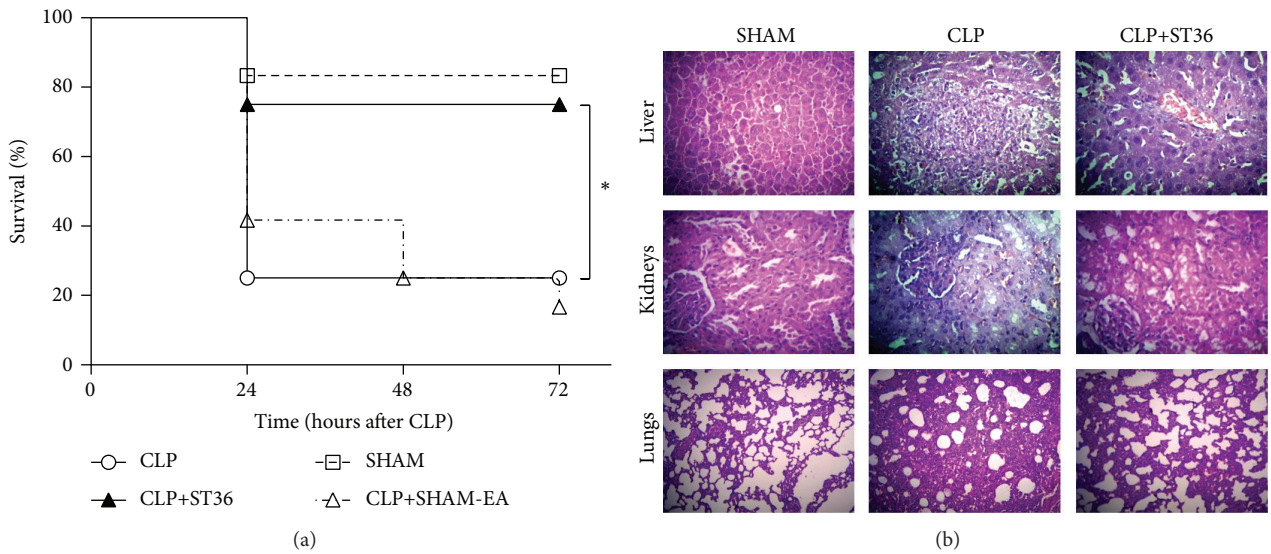 100
80
60
40
20
0
Survival (%)
*
0 24 48 72
Time (hours after CLP)
CLP SHAM
CLP+ST36 CLP+SHAM-EA
(a)
SHAM CLP CLP+ST36
Liver
Kidneys
Lungs
(b)